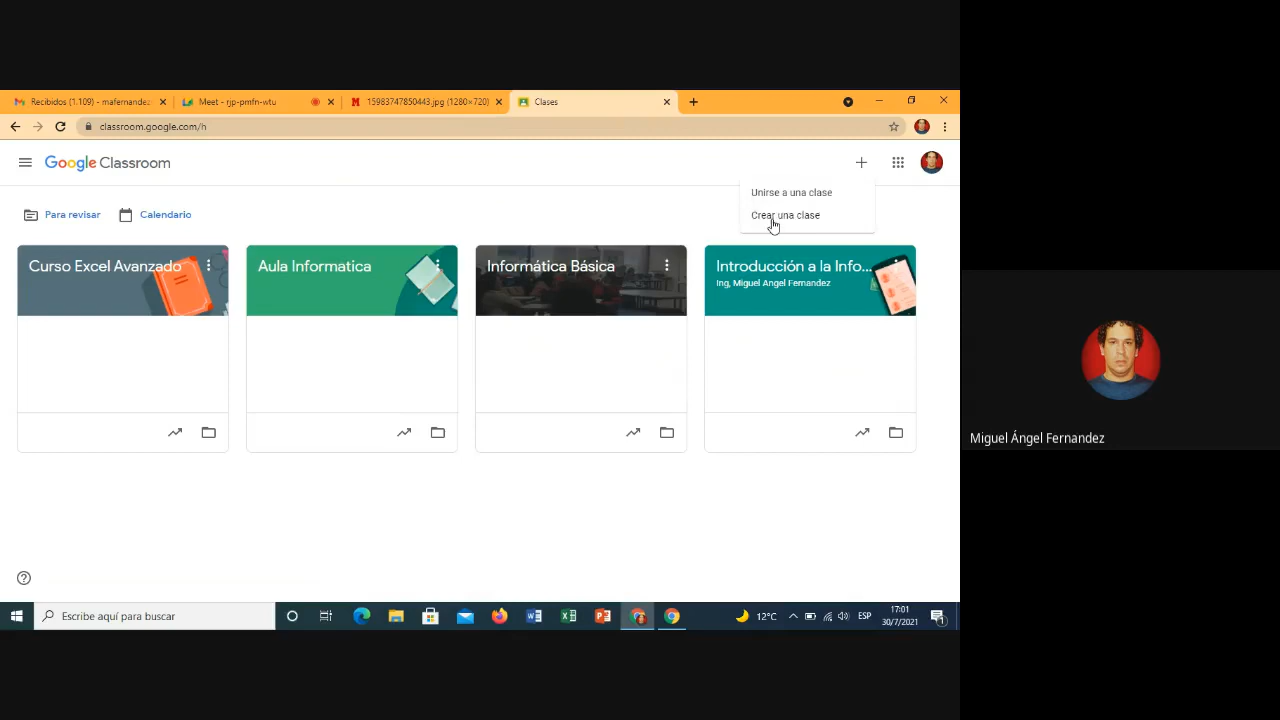 Recibidos (1.109) - mafernandez
Meet - rjp-pmfn-wtu
15983747850443.jpg (1280×720)
Clases
classroom.google.com/h
Google Classroom
Unirse a una clase
Crear una clase
Para revisar
Calendario
Curso Excel Avanzado
Aula Informatica
Informática Básica
Introducción a la Info...
Ing, Miguel Angel Fernandez
Miguel Ángel Fernandez
Escribe aquí para buscar
12°C
ESP
17:01
30/7/2021
1